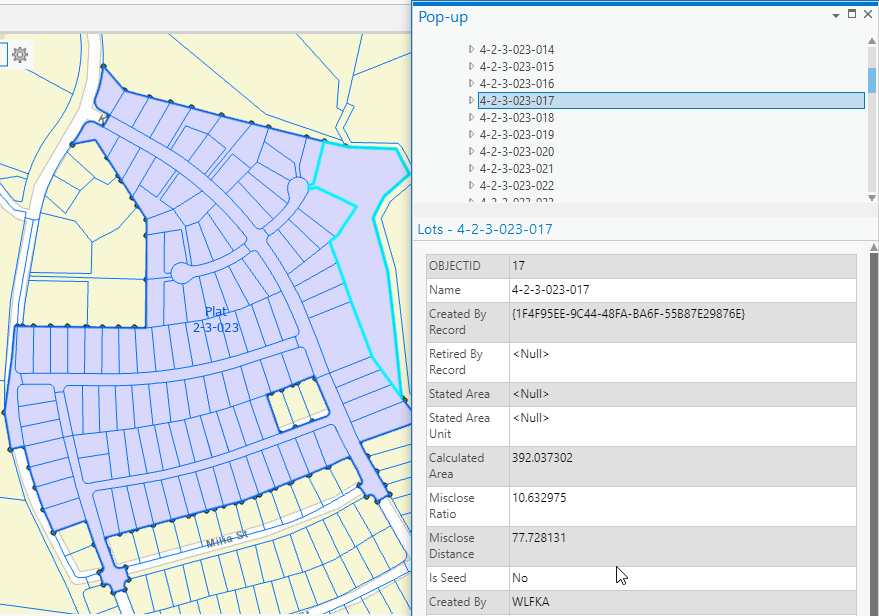 Pop-up
4-2-3-023-014
4-2-3-023-015
4-2-3-023-016
4-2-3-023-017
4-2-3-023-018
4-2-3-023-019
4-2-3-023-020
4-2-3-023-021
4-2-3-023-022
Lots - 4-2-3-023-017
OBJECTID 17
Name 4-2-3-023-017
Created By Record {1F4F95EE-9C44-48FA-BA6F-55B87E29876E}
Retired By Record <Null>
Stated Area <Null>
Stated Area Unit <Null>
Calculated Area 392.037302
Misclose Ratio 10.632975
Misclose Distance 77.728131
Is Seed No
Created By WLFKA
Plat
2-3-023
Milla St